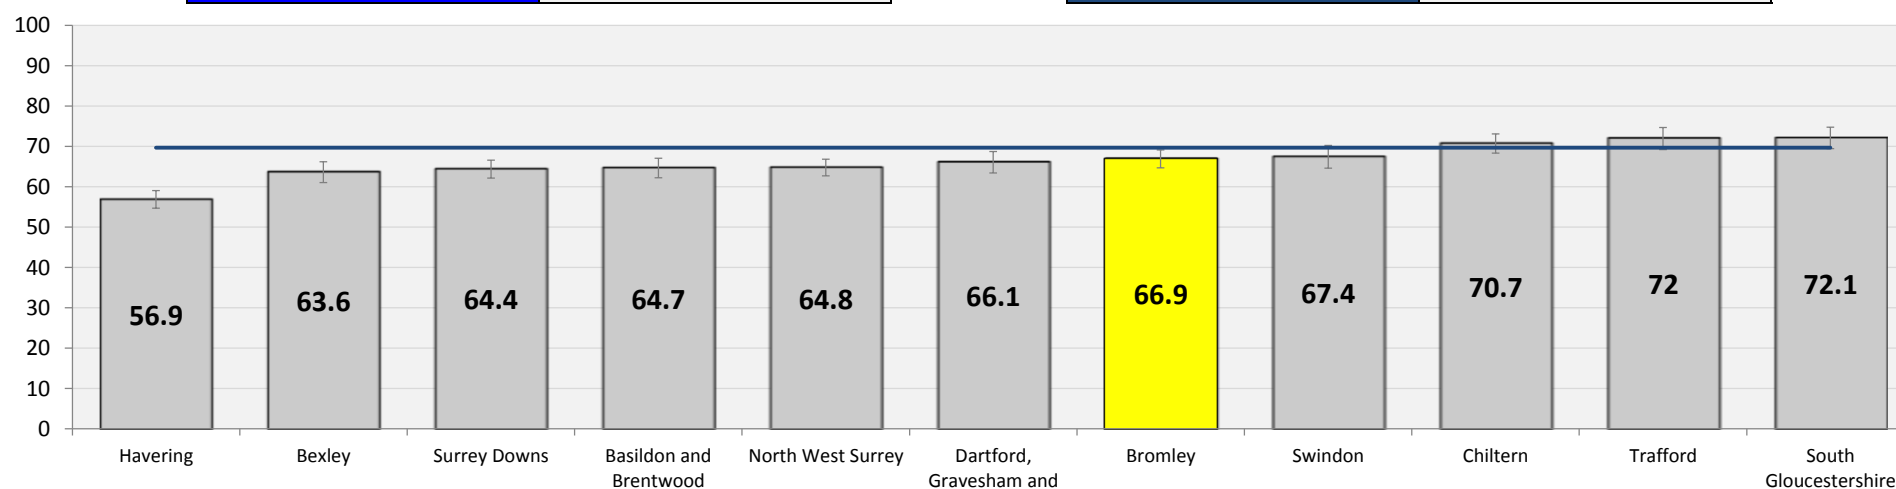 100
90
80
70
60
50
40
30
20
10
0
56.9
63.6
64.4
64.7
64.8
66.1
66.9
67.4
70.7
72
72.1
Havering
Bexley
Surrey Downs
Basildon and
Brentwood
North West Surrey
Dartford,
Gravesham and
Bromley
Swindon
Chiltern
Trafford
South
Gloucestershire